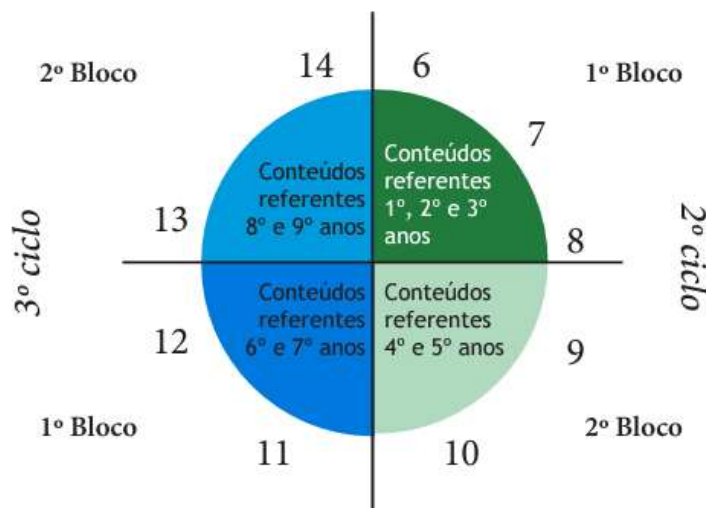 2º Bloco
14
6
1º Bloco
7
Conteúdos
referentes
8º e 9º anos
Conteúdos
referentes
1º, 2º e 3º
anos
3º ciclo
13
8
2º ciclo
12
Conteúdos
referentes
6º e 7º anos
Conteúdos
referentes
4º e 5º anos
9
1º Bloco
11
10
2º Bloco